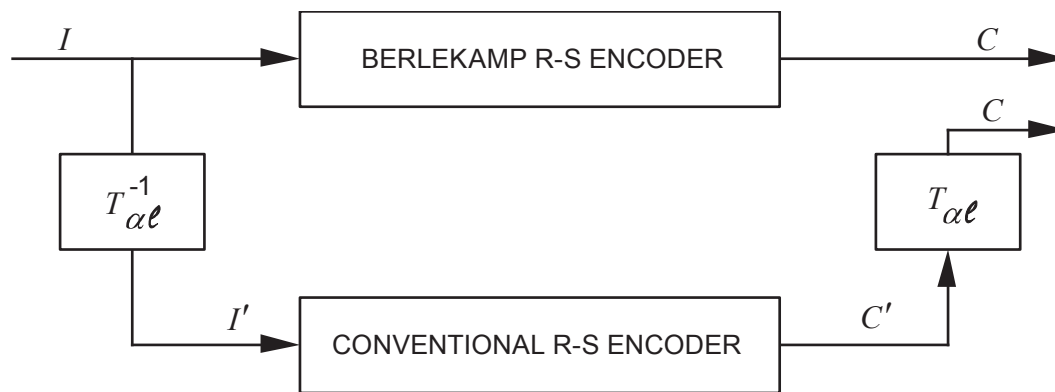 I
BERLEKAMP R-S ENCODER
C
C
T-1αℓ
Tαℓ
I′
CONVENTIONAL R-S ENCODER
C′